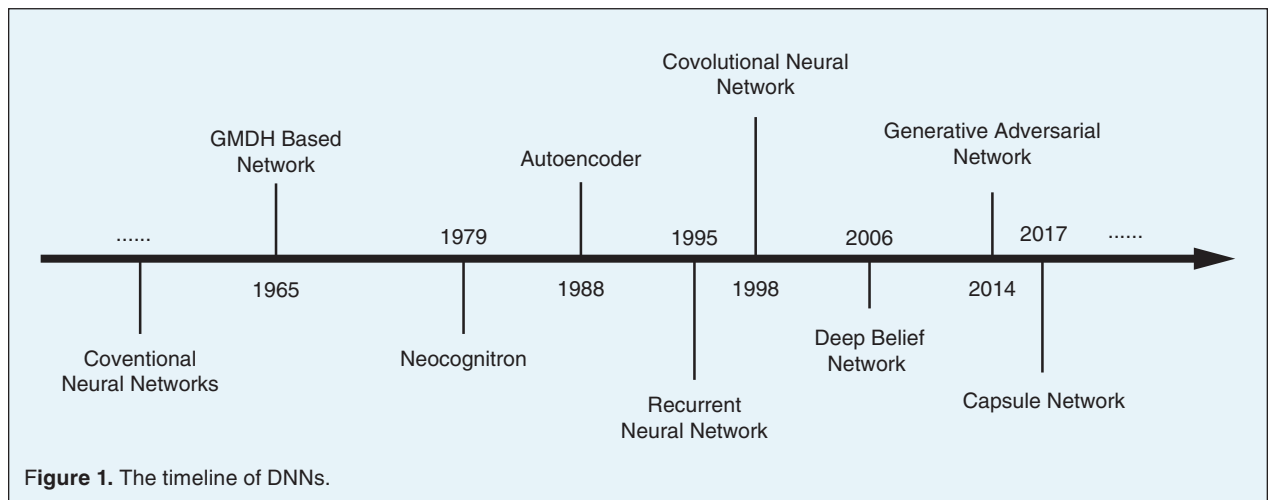 Covolutional Neural
Network
GMDH Based
Network
Autoencoder
Generative Adversarial
Network
......
1979
1995
2006
2017
......
1965
1988
1998
2014
Coventional
Neural Networks
Neocognitron
Recurrent
Neural Network
Deep Belief
Network
Capsule Network
Figure 1. The timeline of DNNs.